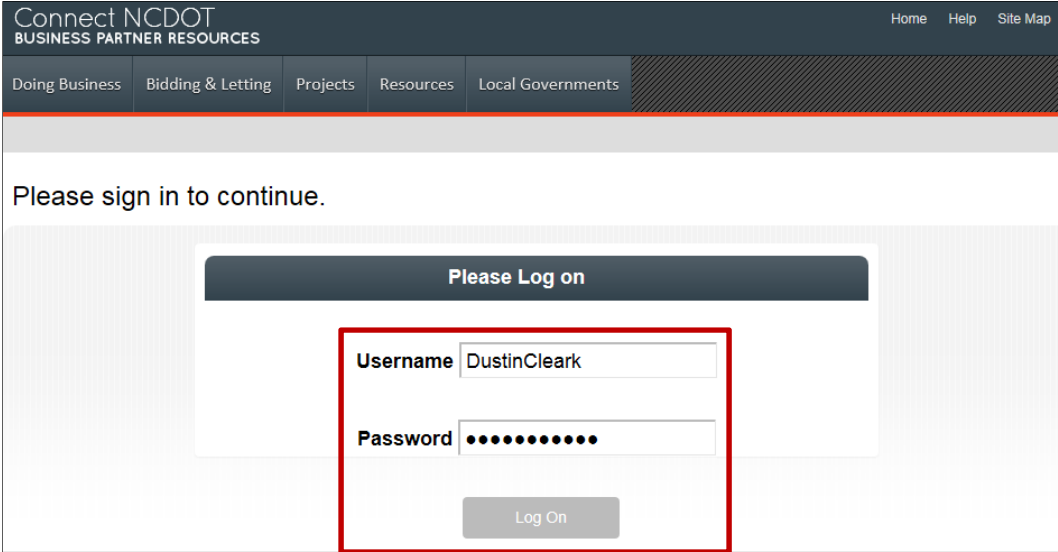 Connect NCDOT
BUSINESS PARTNER RESOURCES
Home Help Site Map
Doing Business Bidding & Letting Projects Resources Local Governments
Please sign in to continue.
Please Log on
Username DustinCleark
Password ●●●●●●●●●●●
Log On